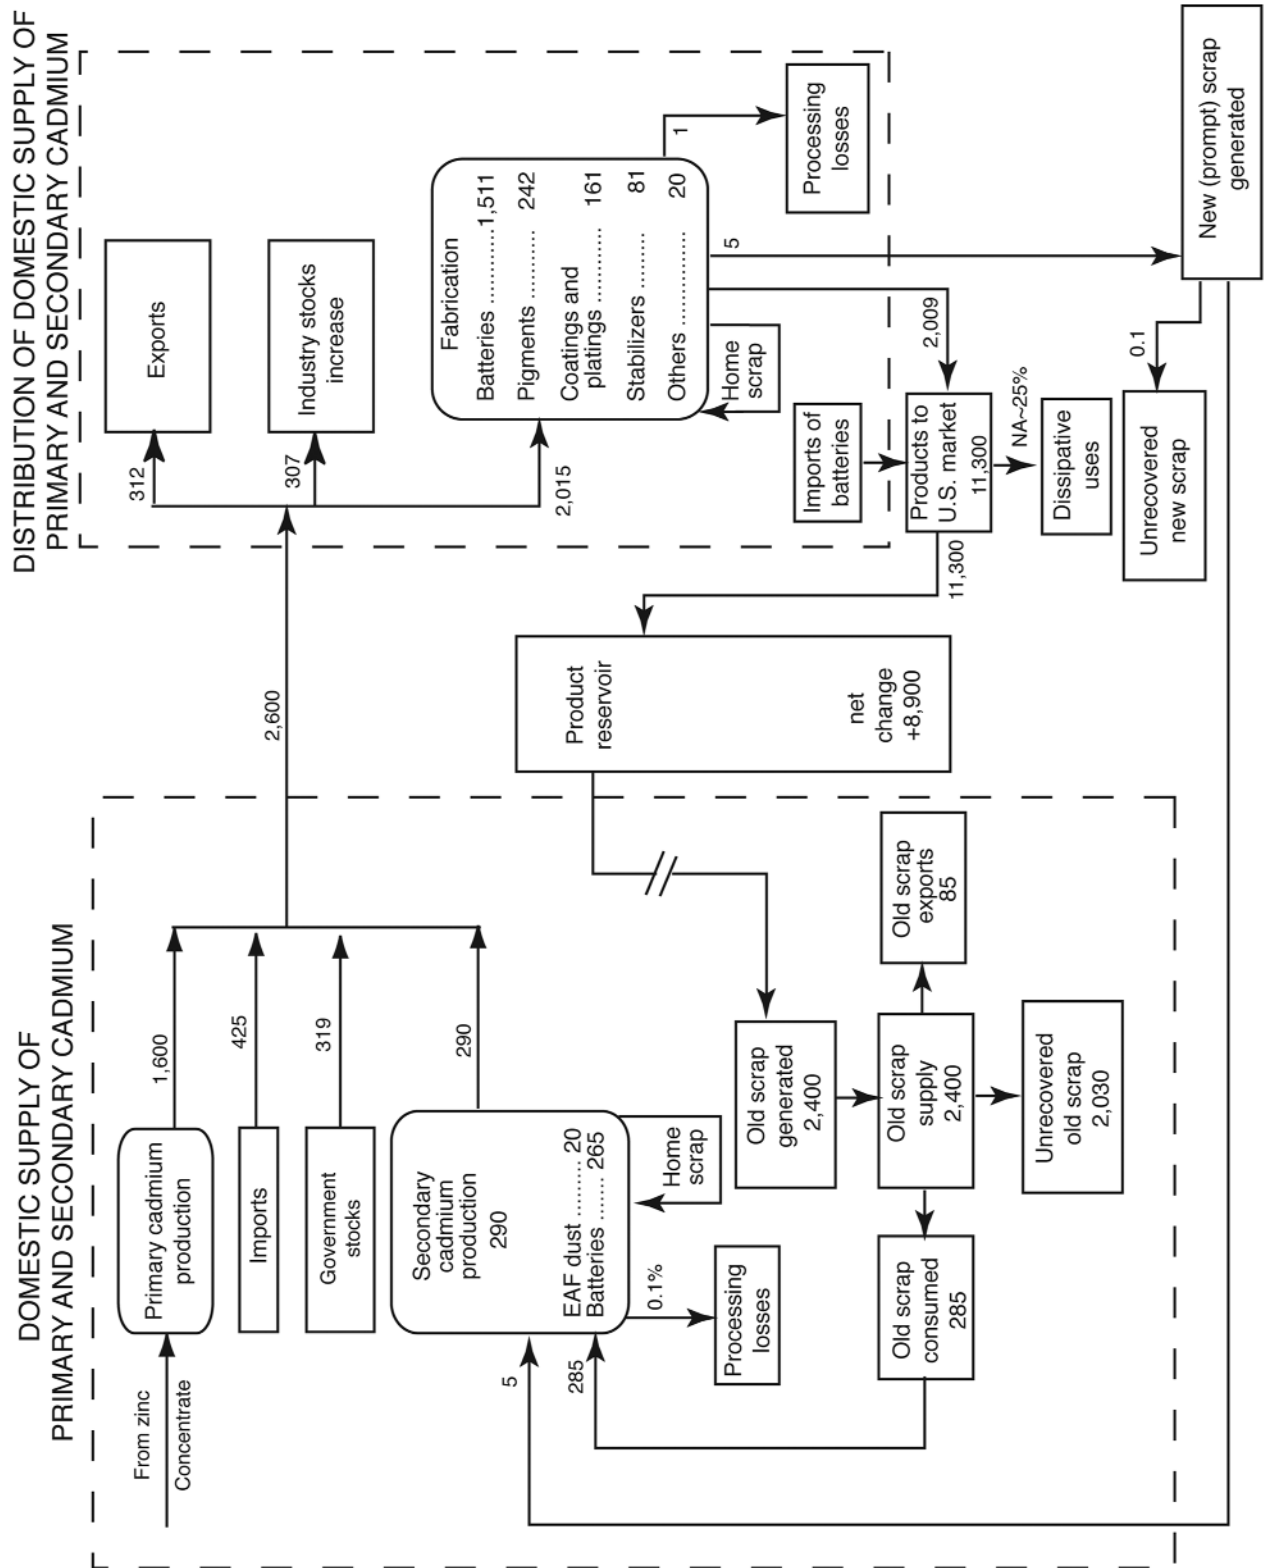 DOMESTIC SUPPLY OF
PRIMARY AND SECONDARY CADMIUM
From zinc
Concentrate
Primary cadmium
production
1,600
Imports
425
Government
stocks
319
Secondary
cadmium
production
290
EAF dust .......... 20
Batteries ....... 265
290
Home
scrap
0.1%
Processing
losses
5
285
Old scrap
generated
2,400
Old scrap
supply
2,400
Old scrap
exports
85
Old scrap
consumed
285
Unrecovered
old scrap
2,030
2,600
Product
reservoir
net
change
+8,900
11,300
DISTRIBUTION OF DOMESTIC SUPPLY OF
PRIMARY AND SECONDARY CADMIUM
312
Exports
307
Industry stocks
increase
2,015
Fabrication
Batteries ............1,511
Pigments ........... 242
Coatings and
platings ............ 161
Stabilizers ......... 81
Others ............... 20
Home
scrap
1
Processing
losses
5
2,009
Imports of
batteries
Products to
U.S. market
11,300
NA~25%
Dissipative
uses
0.1
Unrecovered
new scrap
New (prompt) scrap
generated